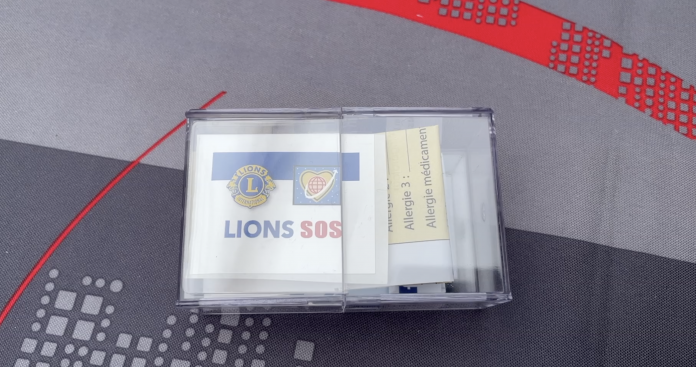 LIONS
L
LIONS SOS
Allergie 3 :
Allergie médicamen